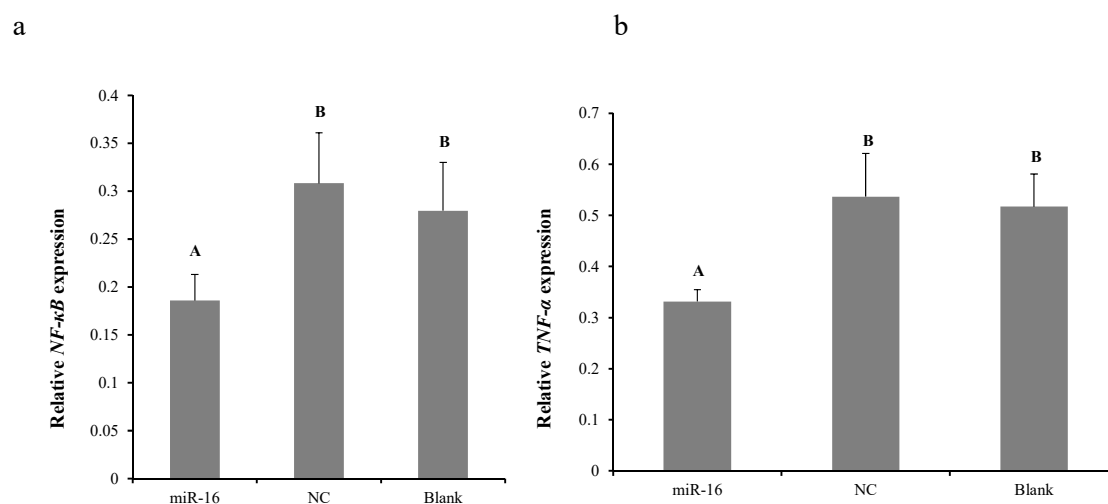 a
Relative NF-κB expression
0.4
0.35
0.3
0.25
0.2
0.15
0.1
0.05
0
A
B
B
miR-16
NC
Blank
b
Relative TNF-α expression
0.7
0.6
0.5
0.4
0.3
0.2
0.1
0
A
B
B
miR-16
NC
Blank